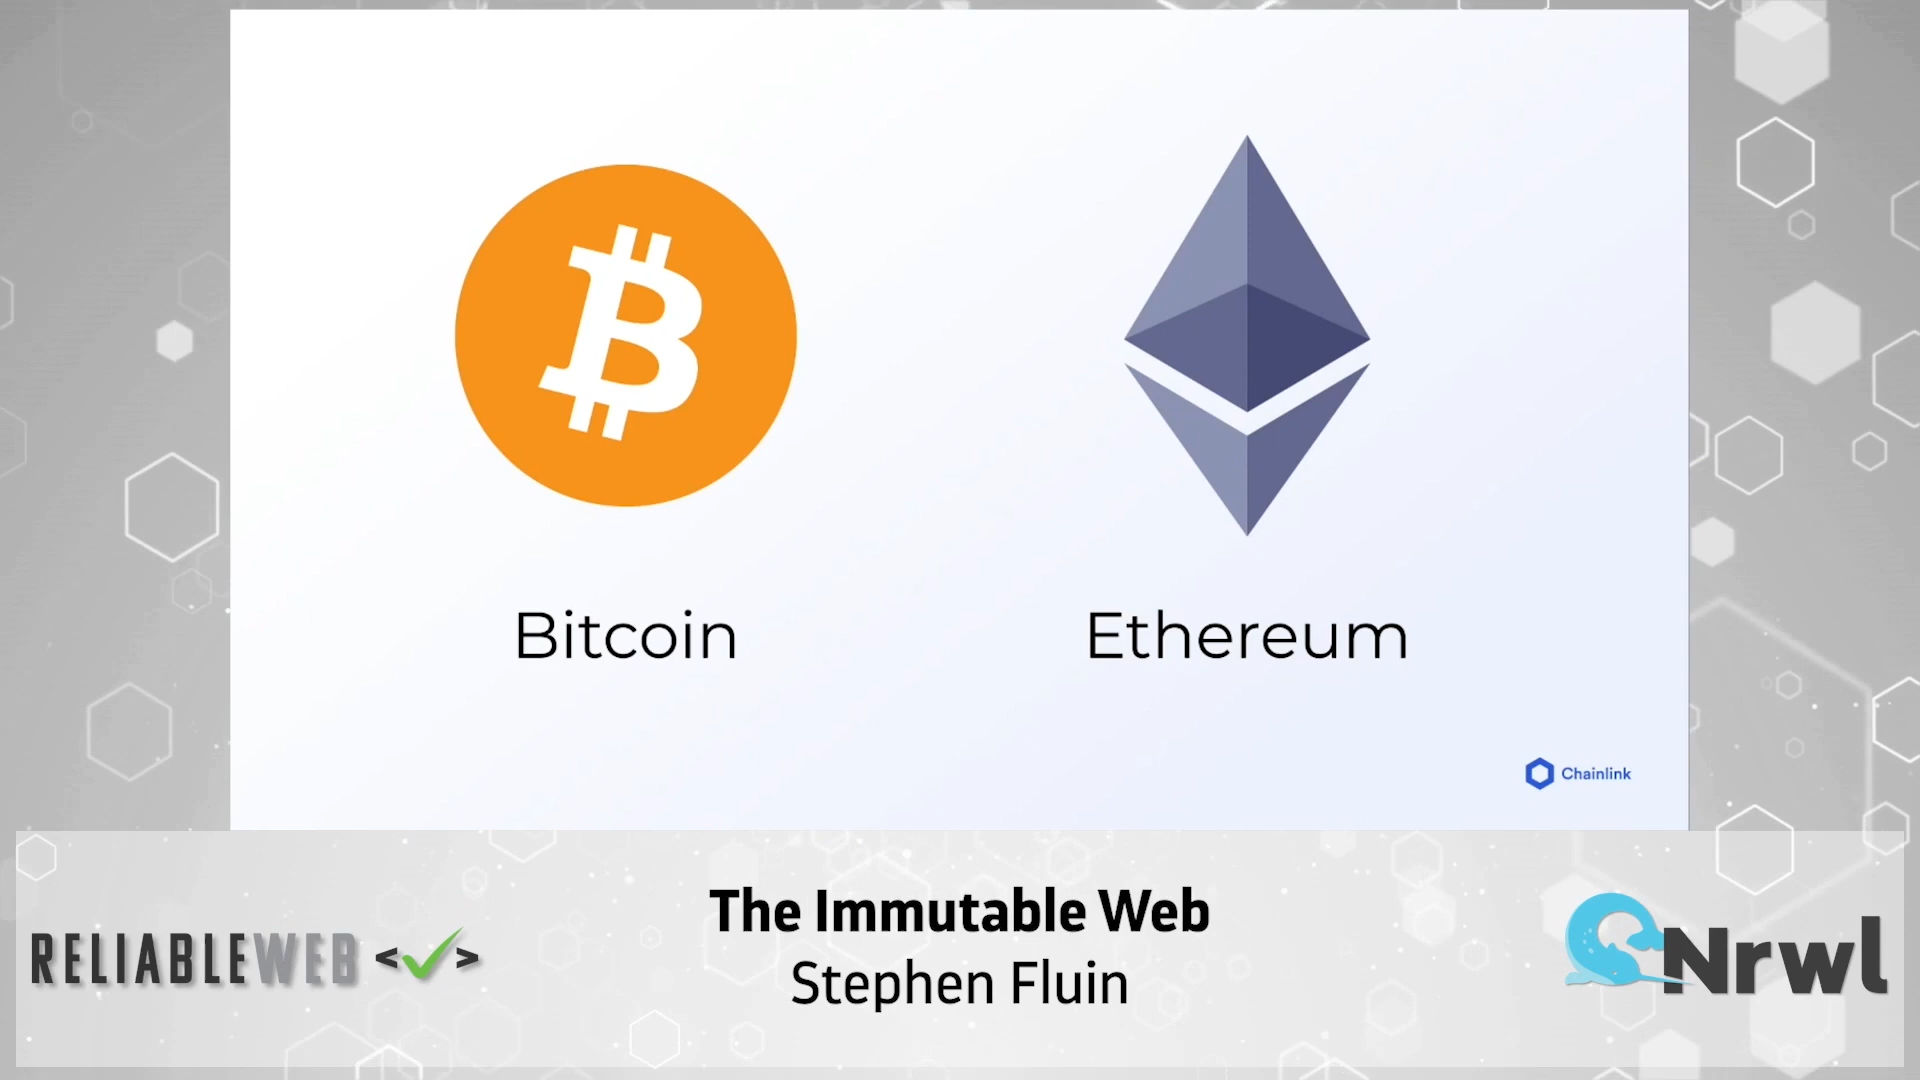 Bitcoin
Ethereum
Chainlink
RELIABLEWEB <✓>
The Immutable Web
Stephen Fluin
Nrwl